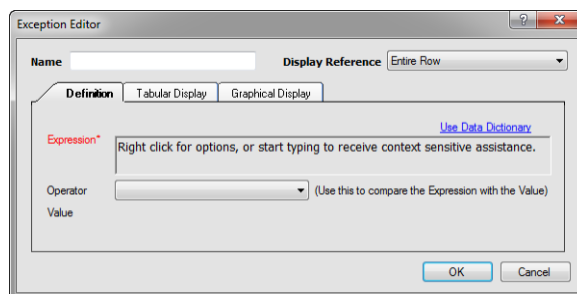 Exception Editor
Name Display Reference Entire Row
Definition Tabular Display Graphical Display
Use Data Dictionary
Expression*
Right click for options, or start typing to receive context sensitive assistance.
Operator (Use this to compare the Expression with the Value)
Value
OK Cancel